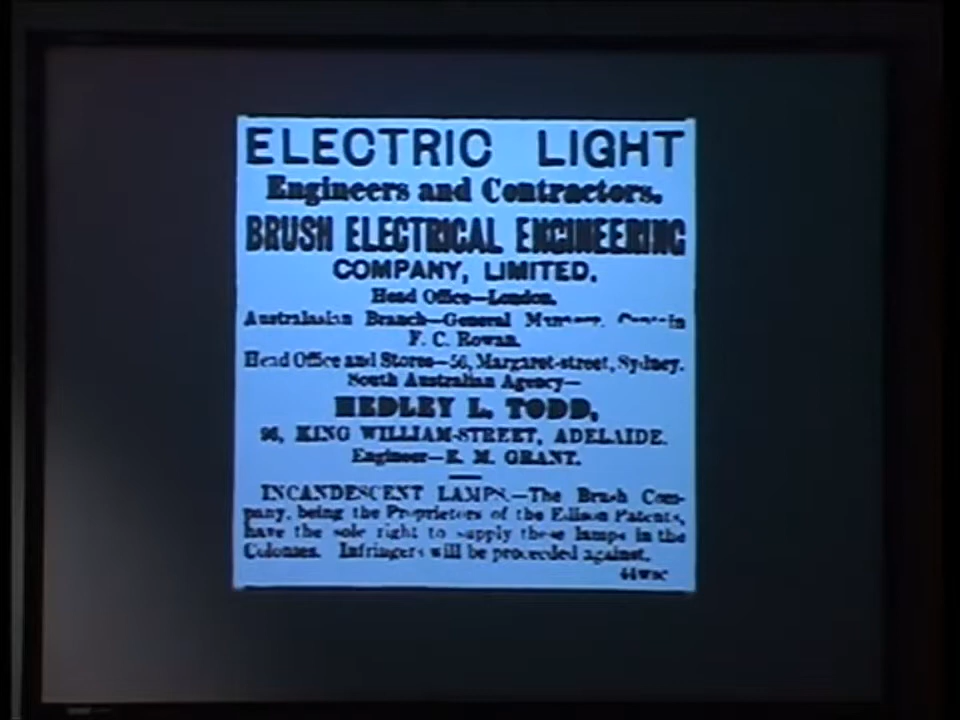 ELECTRIC LIGHT
Engineers and Contractors.
BRUSH ELECTRICAL ENGINEERING
COMPANY, LIMITED.
Head Office—London.
Australasian Branch—General Manager, Captain
F. C. Rowan.
Head Office and Stores—56, Margaret-street, Sydney.
South Australian Agency—
HEDLEY L. TODD,
96, KING WILLIAM-STREET, ADELAIDE.
Engineer—E. M. GRANT.
INCANDESCENT LAMPS.—The Brush Com-
pany, being the Proprietors of the Edison Patents,
have the sole right to supply these lamps in the
Colonies. Infringers will be proceeded against.